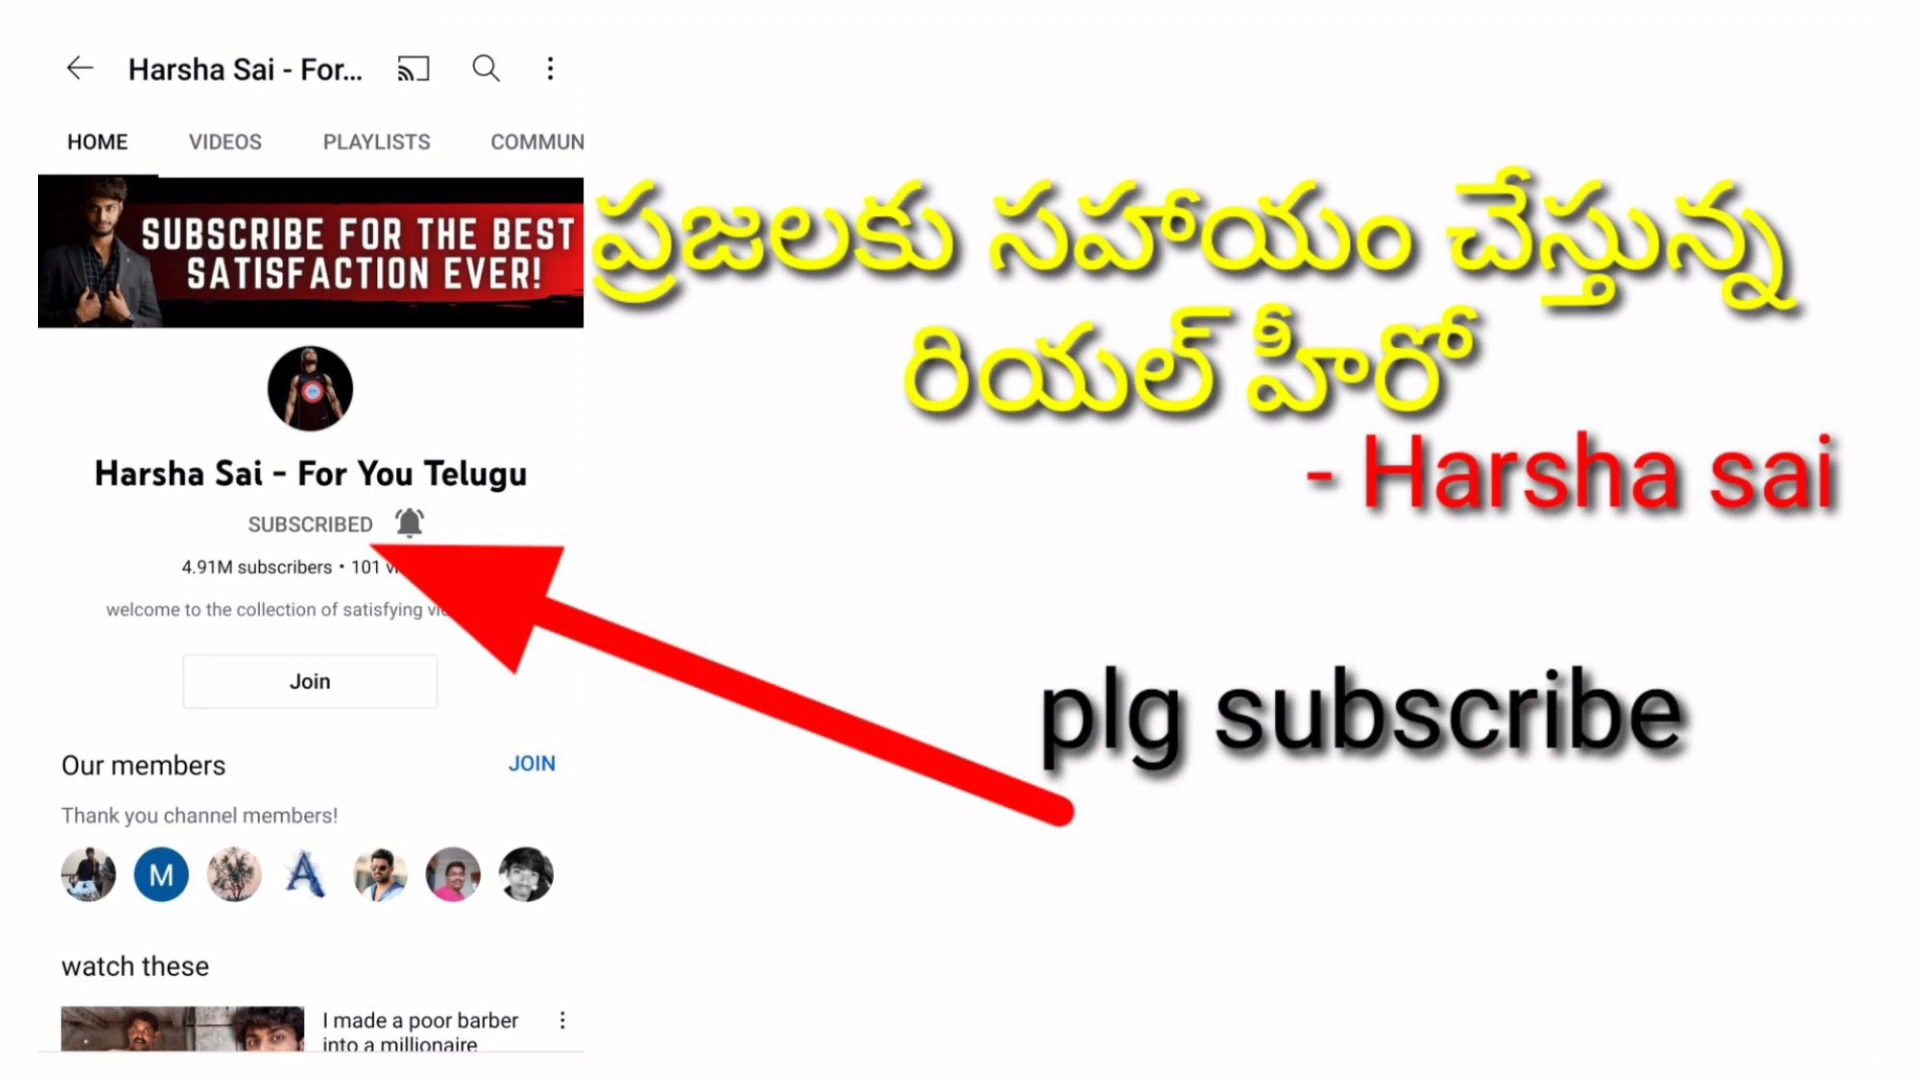 Harsha Sai - For...
HOME VIDEOS PLAYLISTS COMMUN
SUBSCRIBE FOR THE BEST
SATISFACTION EVER!
Harsha Sai - For You Telugu
SUBSCRIBED
4.91M subscribers • 101
welcome to the collection of satisfying
Join
Our members JOIN
Thank you channel members!
M
A
watch these
I made a poor barber
into a millionaire
ప్రజలకు సహాయం చేస్తున్న
రియల్ హీరో
- Harsha sai
plg subscribe